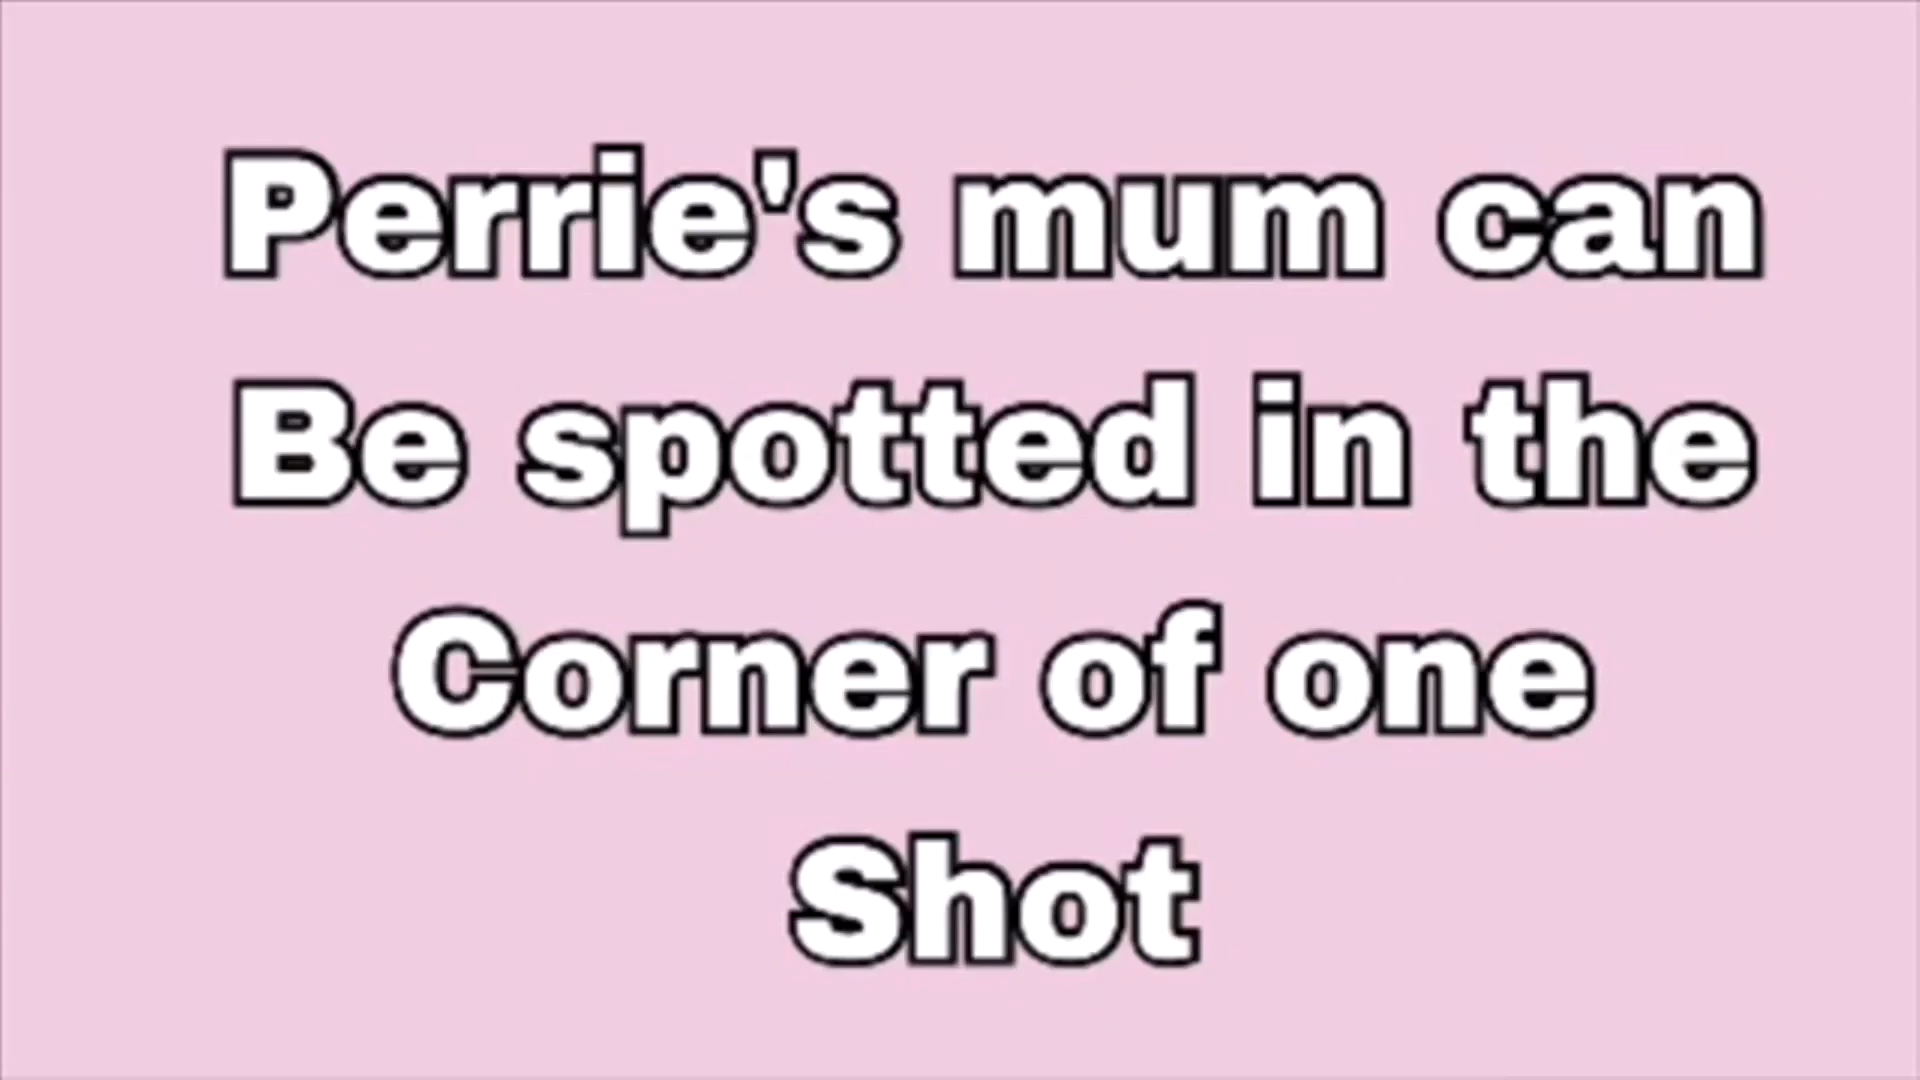 Perrie's mum can
Be spotted in the
Corner of one
Shot